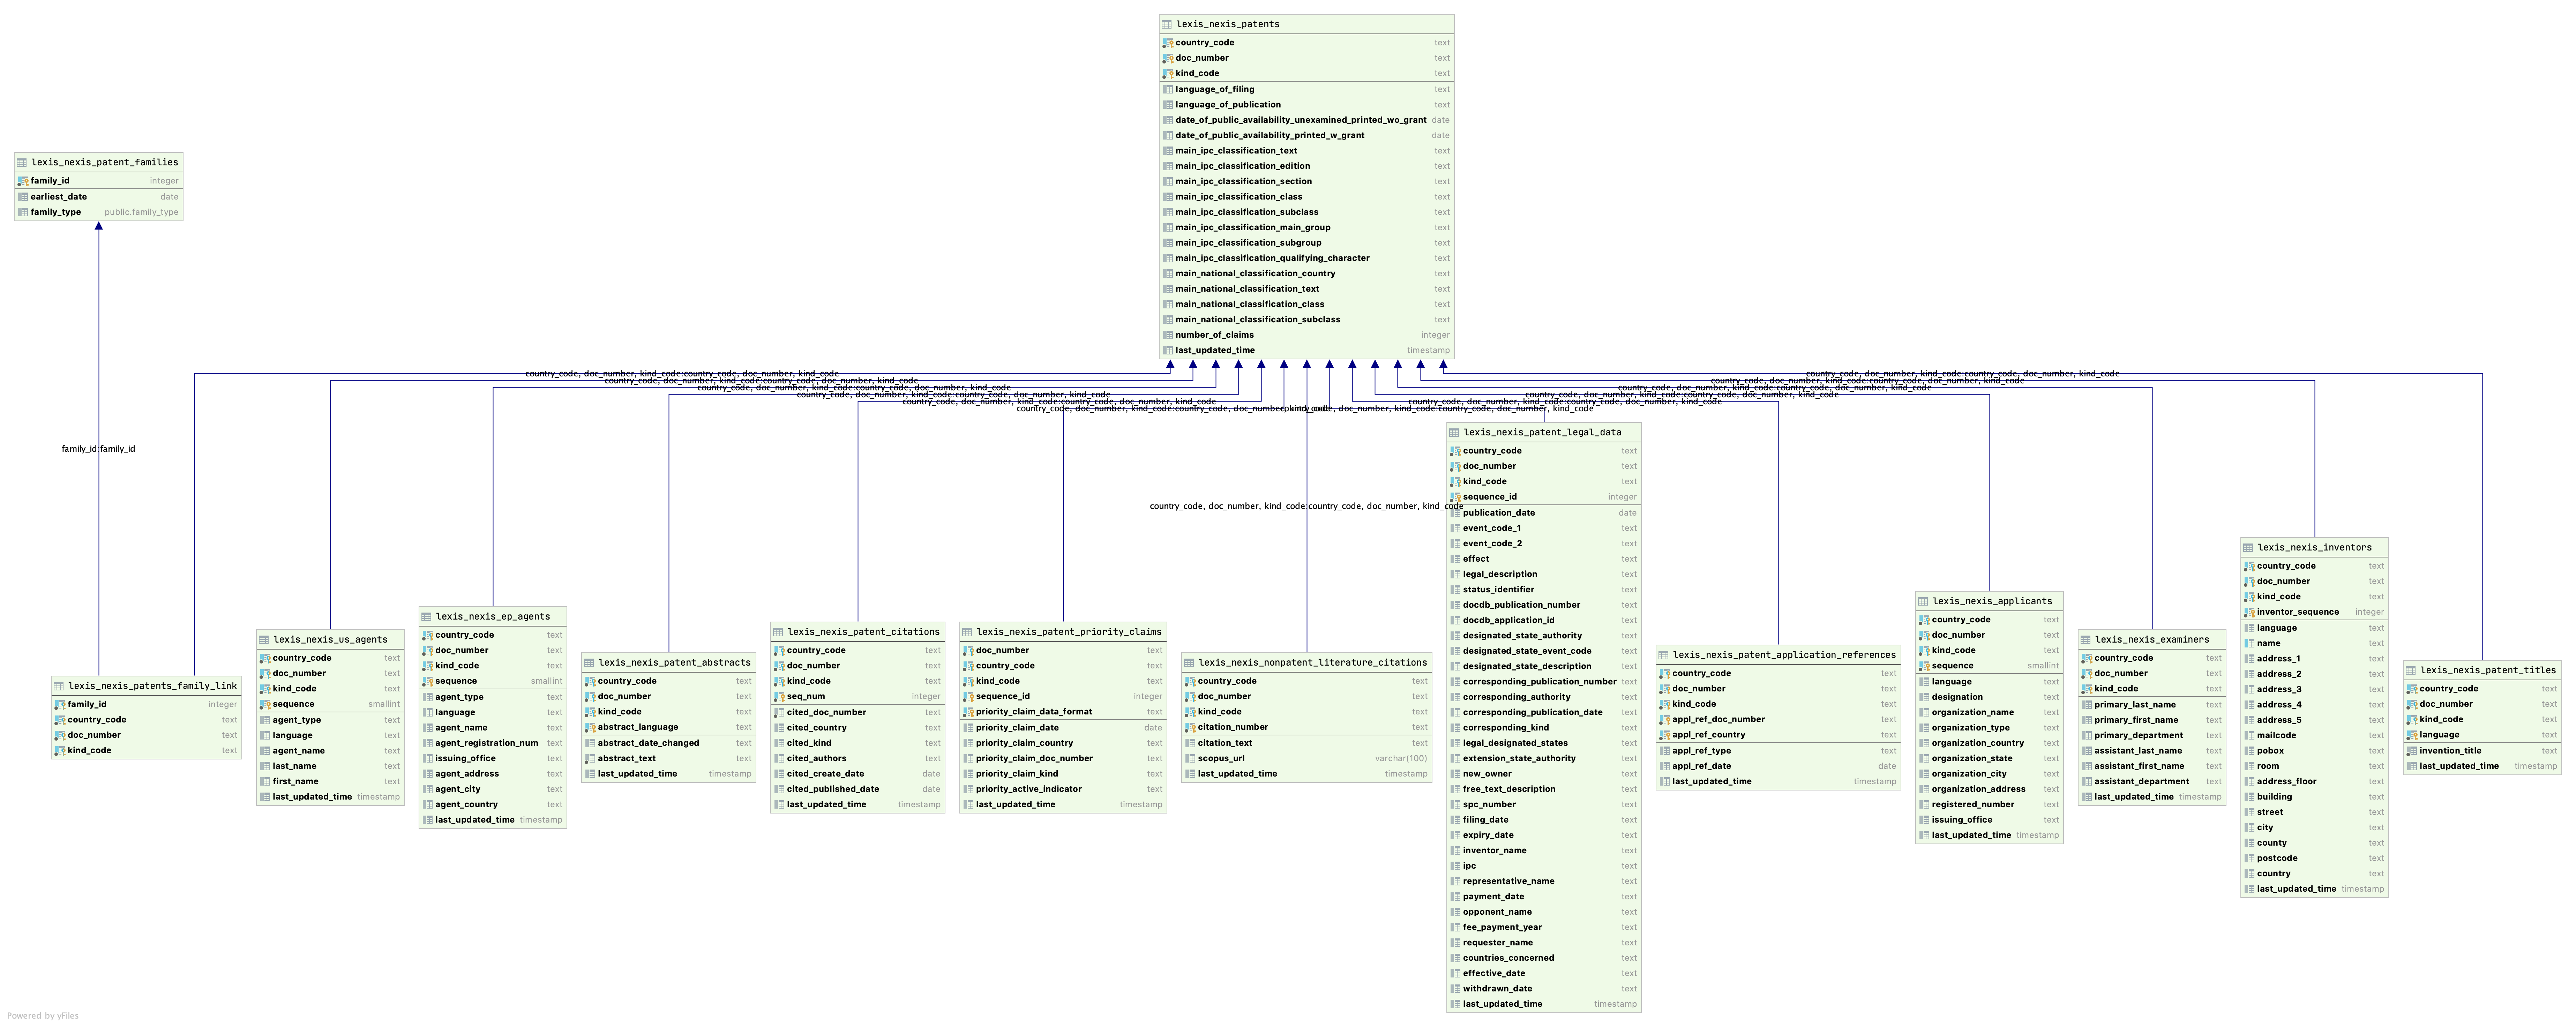 lexis_nexis_patents
country_code text
doc_number text
kind_code text
language_of_filing text
language_of_publication text
date_of_public_availability_unexamined_printed_wo_grant date
date_of_public_availability_printed_w_grant date
main_ipc_classification_text text
main_ipc_classification_edition text
main_ipc_classification_section text
main_ipc_classification_class text
main_ipc_classification_subclass text
main_ipc_classification_main_group text
main_ipc_classification_subgroup text
main_ipc_classification_qualifying_character text
main_national_classification_country text
main_national_classification_text text
main_national_classification_class text
main_national_classification_subclass text
number_of_claims integer
last_updated_time timestamp
lexis_nexis_patent_families
family_id integer
earliest_date date
family_type public.family_type
country_code, doc_number, kind_code:country_code, doc_number, kind_code
country_code, doc_number, kind_code:country_code, doc_number, kind_code
country_code, doc_number, kind_code:country_code, doc_number, kind_code
country_code, doc_number, kind_code:country_code, doc_number, kind_code
country_code, doc_number, kind_code:country_code, doc_number, kind_code
country_code, doc_number, kind_code:country_code, doc_number, kind_code
country_code, doc_number, kind_code:country_code, doc_number, kind_code
country_code, doc_number, kind_code:country_code, doc_number, kind_code
country_code, doc_number, kind_code:country_code, doc_number, kind_code
country_code, doc_number, kind_code:country_code, doc_number, kind_code
country_code, doc_number, kind_code:country_code, doc_number, kind_code
country_code, doc_number, kind_code:country_code, doc_number, kind_code
family_id:family_id
country_code, doc_number, kind_code:country_code, doc_number, kind_code
lexis_nexis_patents_family_link
family_id integer
country_code text
doc_number text
kind_code text
lexis_nexis_us_agents
country_code text
doc_number text
kind_code text
sequence smallint
agent_type text
language text
agent_name text
last_name text
first_name text
last_updated_time timestamp
lexis_nexis_ep_agents
country_code text
doc_number text
kind_code text
sequence smallint
agent_type text
language text
agent_name text
agent_registration_num text
issuing_office text
agent_address text
agent_city text
agent_country text
last_updated_time timestamp
lexis_nexis_patent_abstracts
country_code text
doc_number text
kind_code text
abstract_language text
abstract_date_changed text
abstract_text text
last_updated_time timestamp
lexis_nexis_patent_citations
country_code text
doc_number text
kind_code text
seq_num integer
cited_doc_number text
cited_country text
cited_kind text
cited_authors text
cited_create_date date
cited_published_date date
last_updated_time timestamp
lexis_nexis_patent_priority_claims
doc_number text
country_code text
kind_code text
sequence_id integer
priority_claim_data_format text
priority_claim_date date
priority_claim_country text
priority_claim_doc_number text
priority_claim_kind text
priority_active_indicator text
last_updated_time timestamp
lexis_nexis_nonpatent_literature_citations
country_code text
doc_number text
kind_code text
citation_number text
citation_text text
scopus_url varchar(100)
last_updated_time timestamp
lexis_nexis_patent_legal_data
country_code text
doc_number text
kind_code text
sequence_id integer
publication_date date
event_code_1 text
event_code_2 text
effect text
legal_description text
status_identifier text
docdb_publication_number text
docdb_application_id text
designated_state_authority text
designated_state_event_code text
designated_state_description text
corresponding_publication_number text
corresponding_authority text
corresponding_publication_date text
corresponding_kind text
legal_designated_states text
extension_state_authority text
new_owner text
free_text_description text
spc_number text
filing_date text
expiry_date text
inventor_name text
ipc text
representative_name text
payment_date text
opponent_name text
fee_payment_year text
requester_name text
countries_concerned text
effective_date text
withdrawn_date text
last_updated_time timestamp
lexis_nexis_patent_application_references
country_code text
doc_number text
kind_code text
appl_ref_doc_number text
appl_ref_country text
appl_ref_type text
appl_ref_date date
last_updated_time timestamp
lexis_nexis_applicants
country_code text
doc_number text
kind_code text
sequence smallint
language text
designation text
organization_name text
organization_type text
organization_country text
organization_state text
organization_city text
organization_address text
registered_number text
issuing_office text
last_updated_time timestamp
lexis_nexis_examiners
country_code text
doc_number text
kind_code text
primary_last_name text
primary_first_name text
primary_department text
assistant_last_name text
assistant_first_name text
assistant_department text
last_updated_time timestamp
lexis_nexis_inventors
country_code text
doc_number text
kind_code text
inventor_sequence integer
language text
name text
address_1 text
address_2 text
address_3 text
address_4 text
address_5 text
mailcode text
pobox text
room text
address_floor text
building text
street text
city text
county text
postcode text
country text
last_updated_time timestamp
lexis_nexis_patent_titles
country_code text
doc_number text
kind_code text
language text
invention_title text
last_updated_time timestamp
Powered by yFiles